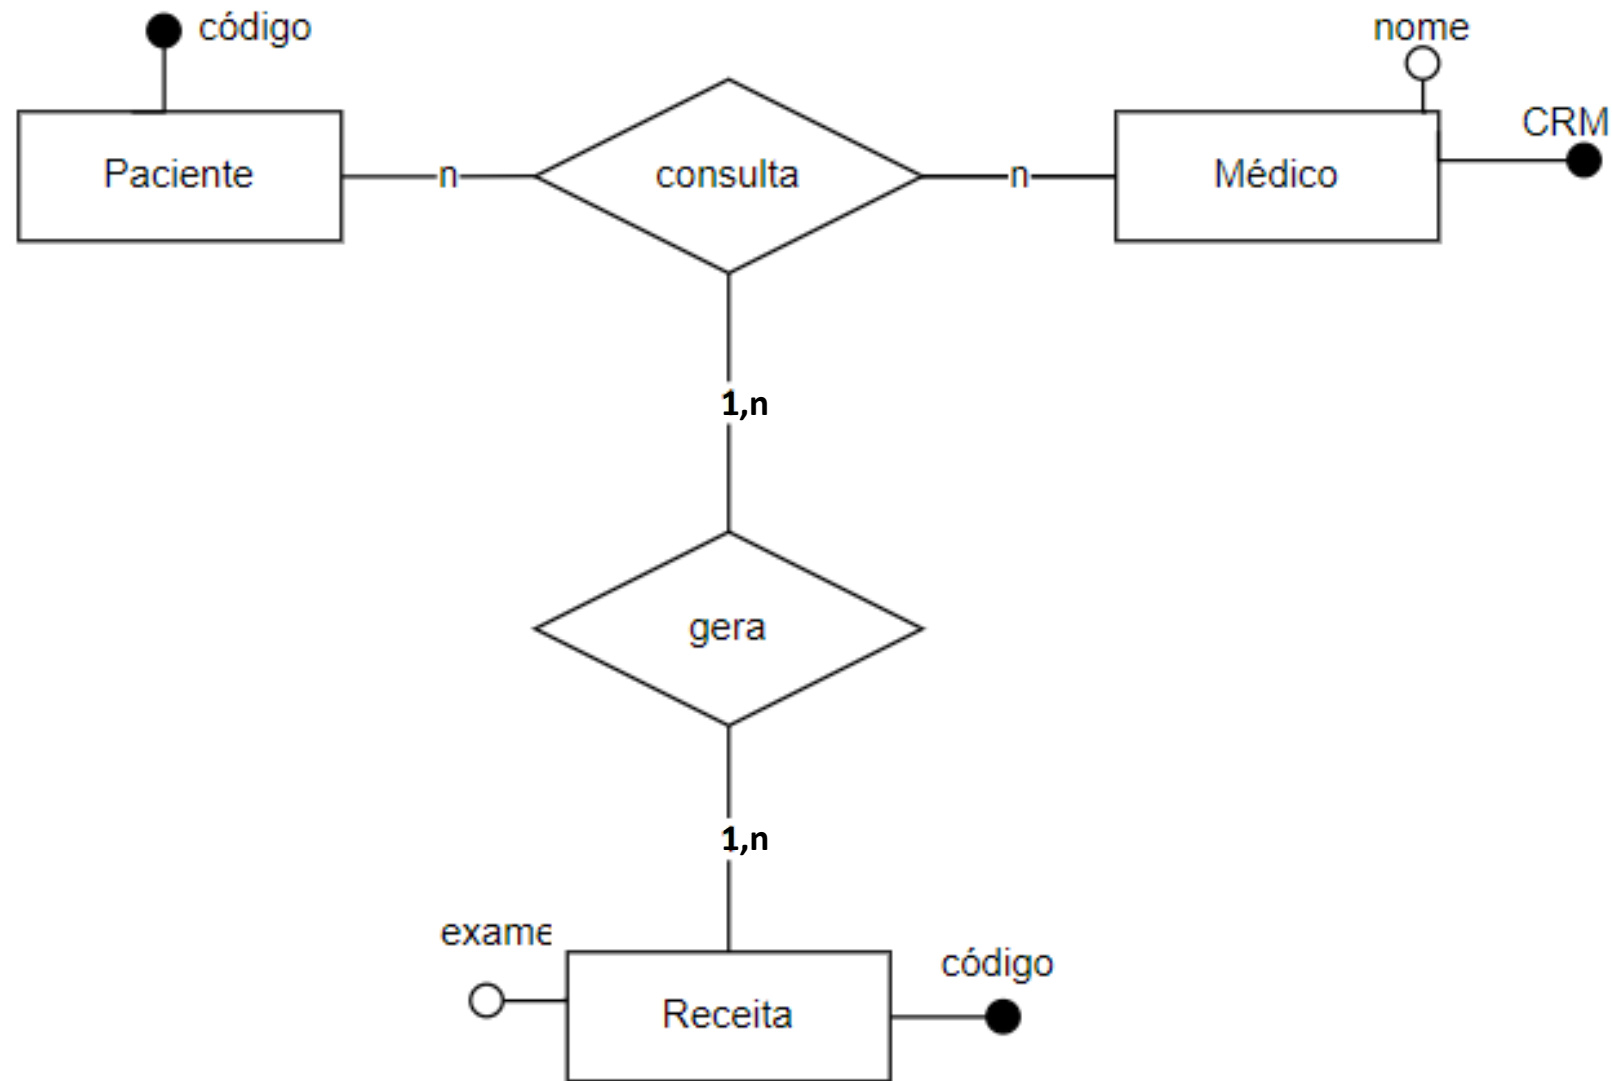 código
nome
CRM
Paciente
n
consulta
n
Médico
1,n
gera
1,n
exame
código
Receita